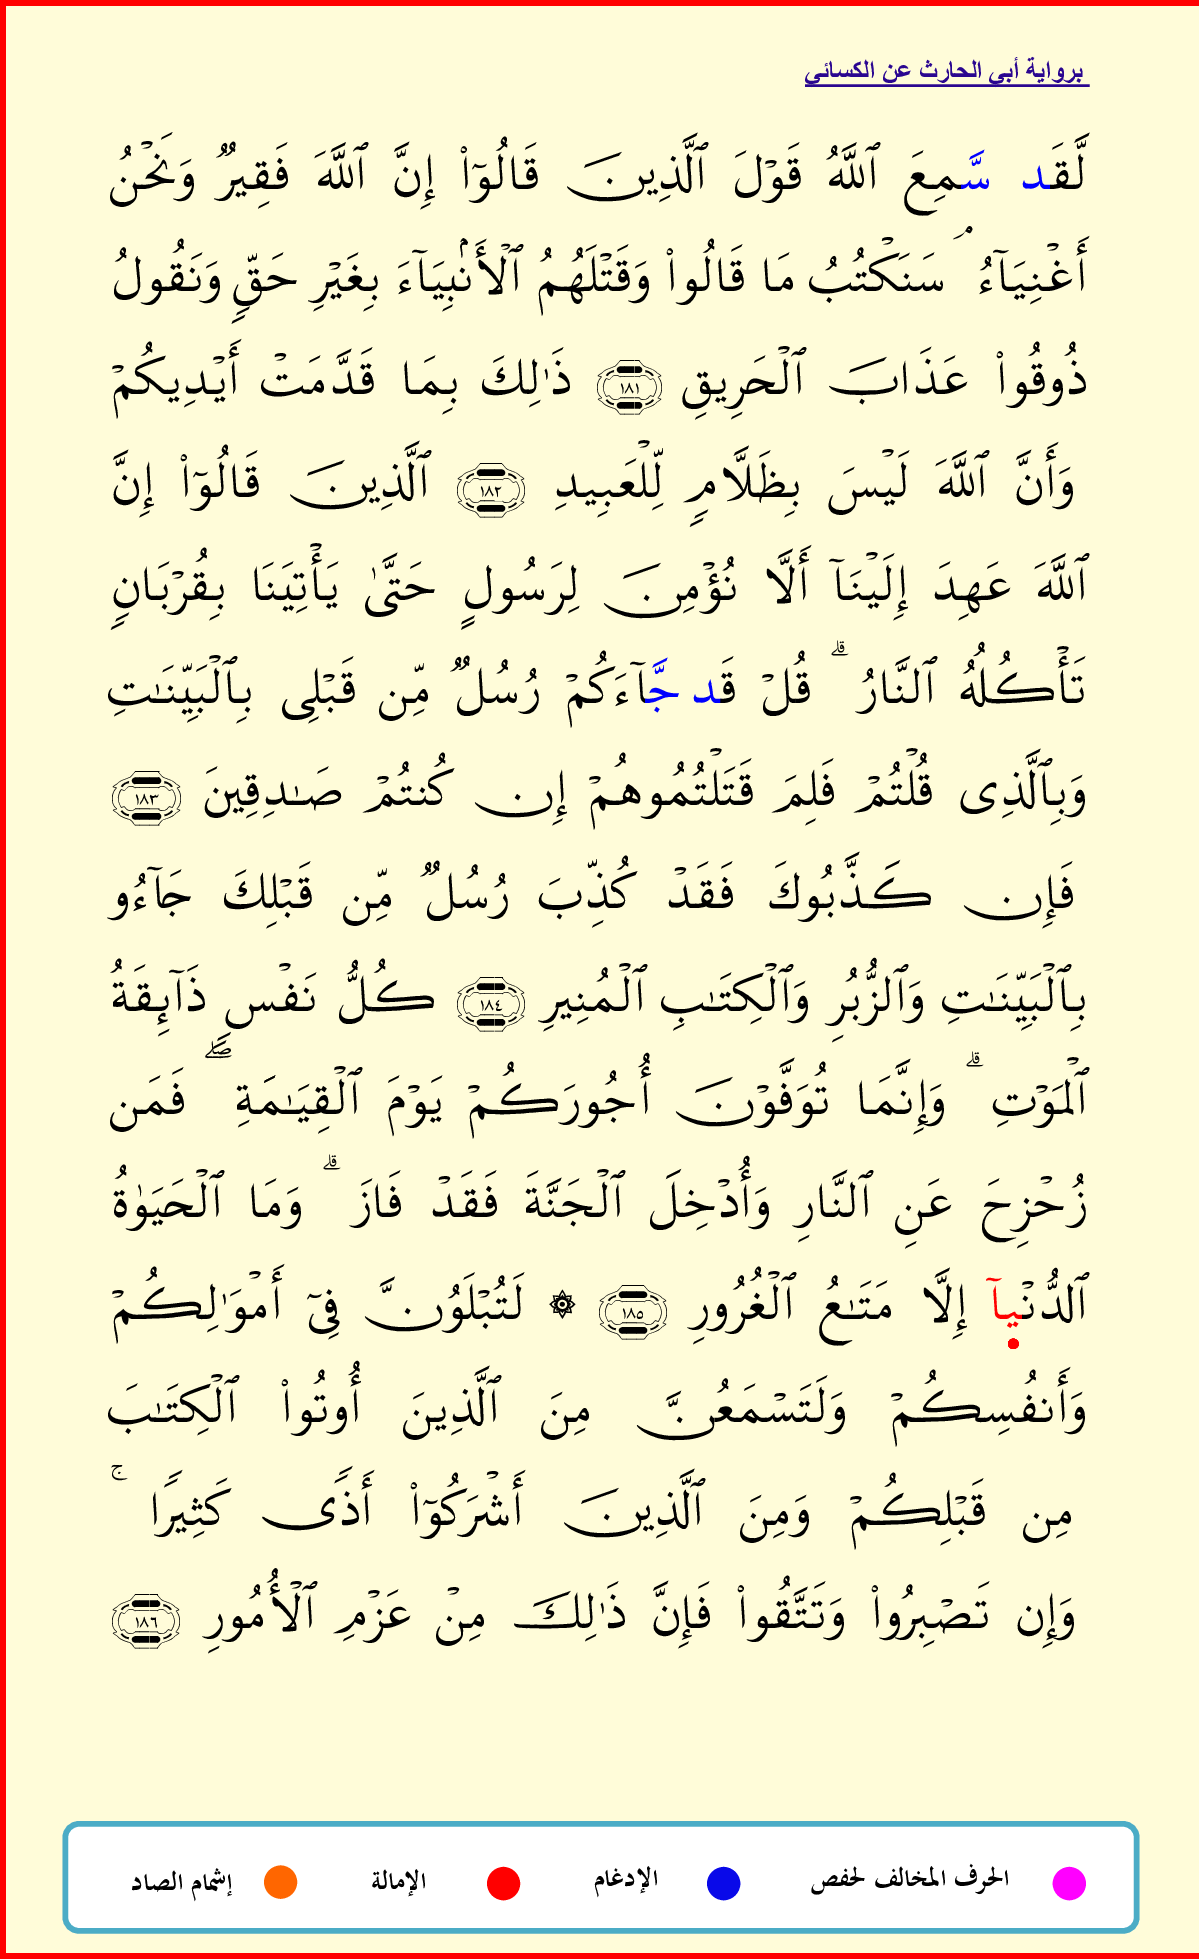 برواية أبي الحارث عن الكسائي
لَّقَد سَّمِعَ ٱللَّهُ قَوۡلَ ٱلَّذِينَ قَالُوٓاْ إِنَّ ٱللَّهَ فَقِيرٞ وَنَحۡنُ
أَغۡنِيَآءُۘ سَنَكۡتُبُ مَا قَالُواْ وَقَتۡلَهُمُ ٱلۡأَنۢبِيَآءَ بِغَيۡرِ حَقّٖ وَنَقُولُ
ذُوقُواْ عَذَابَ ٱلۡحَرِيقِ ١٨١ ذَٰلِكَ بِمَا قَدَّمَتۡ أَيۡدِيكُمۡ
وَأَنَّ ٱللَّهَ لَيۡسَ بِظَلَّامٖ لِّلۡعَبِيدِ ١٨٢ ٱلَّذِينَ قَالُوٓاْ إِنَّ
ٱللَّهَ عَهِدَ إِلَيۡنَآ أَلَّا نُؤۡمِنَ لِرَسُولٍ حَتَّىٰ يَأۡتِيَنَا بِقُرۡبَانٖ
تَأۡكُلُهُ ٱلنَّارُۗ قُلۡ قَد جَّآءَكُمۡ رُسُلٞ مِّن قَبۡلِى بِٱلۡبَيِّنَٰتِ
وَبِٱلَّذِى قُلۡتُمۡ فَلِمَ قَتَلۡتُمُوهُمۡ إِن كُنتُمۡ صَٰدِقِينَ ١٨٣
فَإِن كَذَّبُوكَ فَقَدۡ كُذِّبَ رُسُلٞ مِّن قَبۡلِكَ جَآءُو
بِٱلۡبَيِّنَٰتِ وَٱلزُّبُرِ وَٱلۡكِتَٰبِ ٱلۡمُنِيرِ ١٨٤ كُلُّ نَفۡسٖ ذَآئِقَةُ
ٱلۡمَوۡتِۗ وَإِنَّمَا تُوَفَّوۡنَ أُجُورَكُمۡ يَوۡمَ ٱلۡقِيَٰمَةِۖ فَمَن
زُحۡزِحَ عَنِ ٱلنَّارِ وَأُدۡخِلَ ٱلۡجَنَّةَ فَقَدۡ فَازَۗ وَمَا ٱلۡحَيَوٰةُ
ٱلدُّنۡيَآ إِلَّا مَتَٰعُ ٱلۡغُرُورِ ١٨٥ ۞ لَتُبۡلَوُنَّ فِىٓ أَمۡوَٰلِكُمۡ
وَأَنفُسِكُمۡ وَلَتَسۡمَعُنَّ مِنَ ٱلَّذِينَ أُوتُواْ ٱلۡكِتَٰبَ
مِن قَبۡلِكُمۡ وَمِنَ ٱلَّذِينَ أَشۡرَكُوٓاْ أَذٗى كَثِيرٗاۚ
وَإِن تَصۡبِرُواْ وَتَتَّقُواْ فَإِنَّ ذَٰلِكَ مِنۡ عَزۡمِ ٱلۡأُمُورِ ١٨٦
الحرف المخالف لحفص الإدغام الإمالة إشمام الصاد